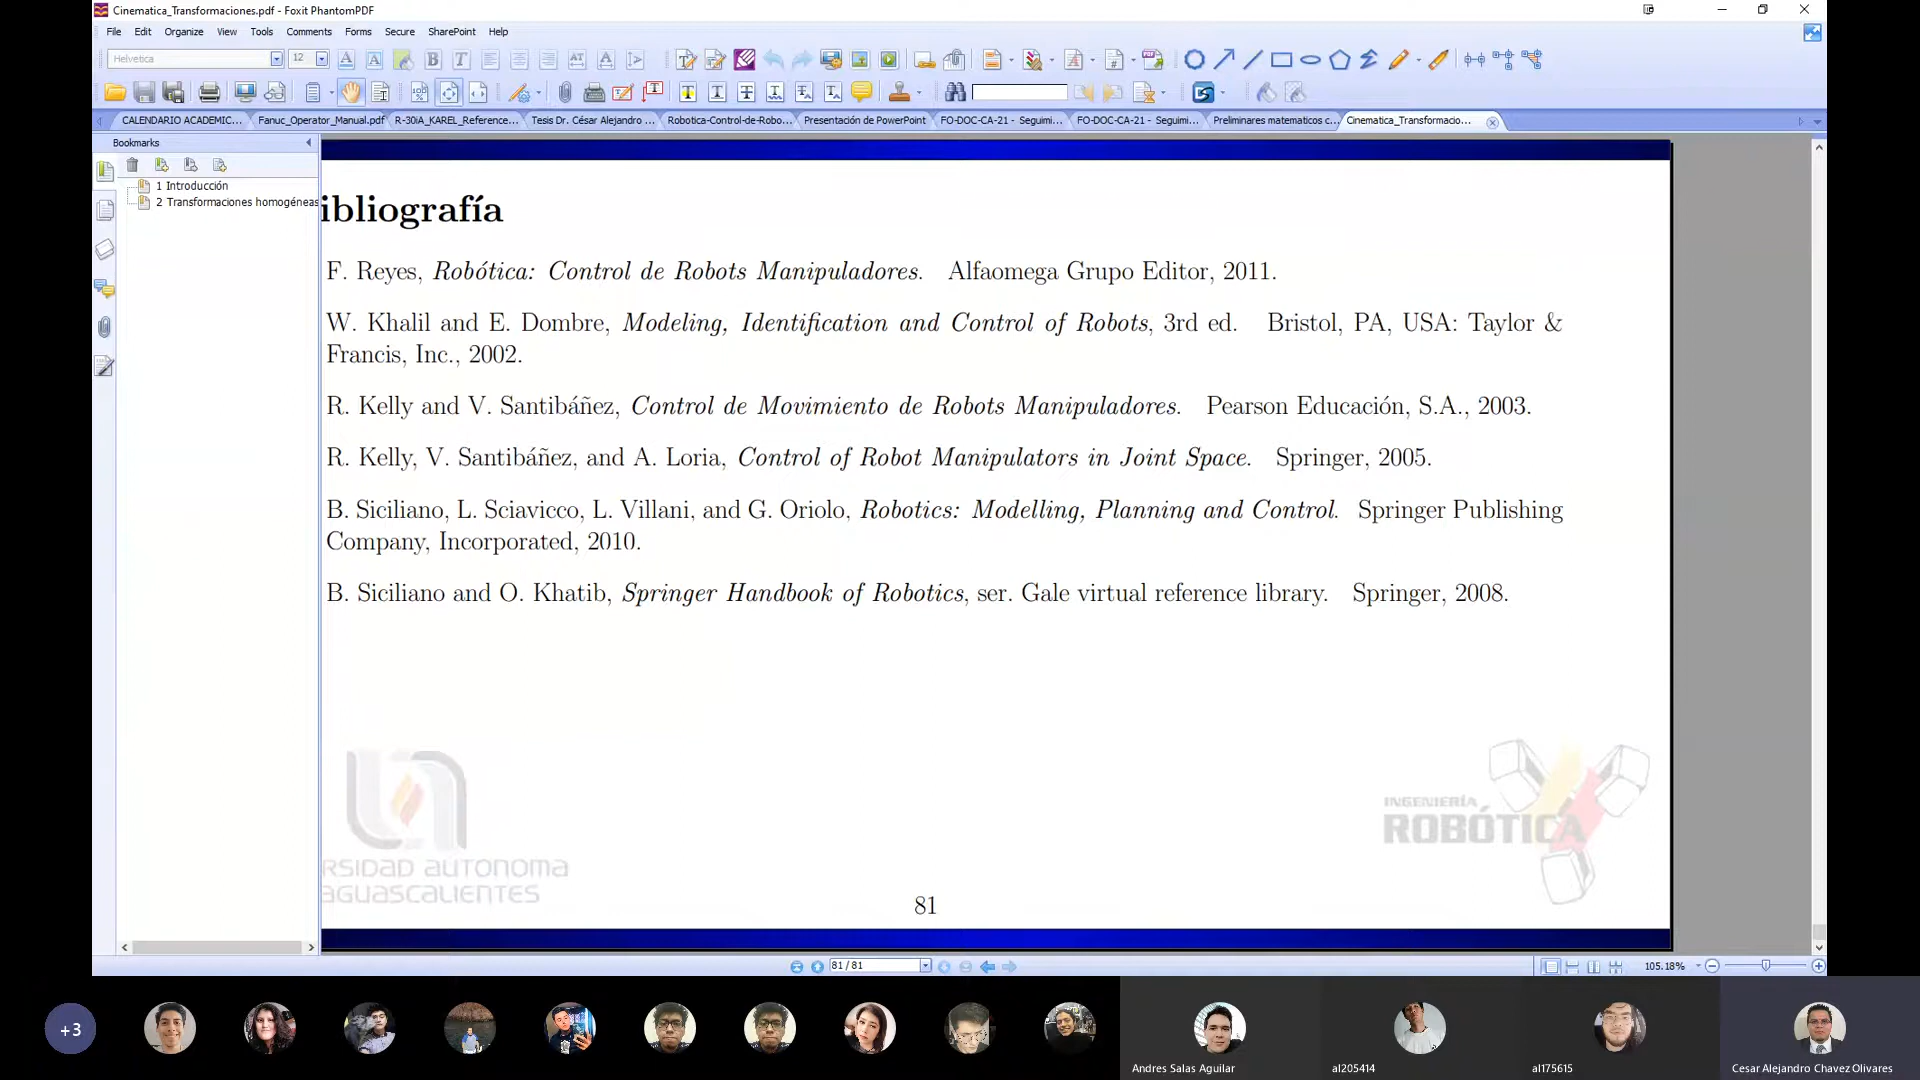 Cinematica_Transformaciones.pdf - Foxit PhantomPDF
File Edit Organize View Tools Comments Forms Secure SharePoint Help
Helvetica 12
CALENDARIO ACADEMIC... Fanuc_Operator_Manual.pdf R-30iA_KAREL_Reference... Tesis Dr. César Alejandro ... Robotica-Control-de-Robo... Presentación de PowerPoint FO-DOC-CA-21 - Seguimi... FO-DOC-CA-21 - Seguimi... Preliminares matematicos c... Cinematica_Transformacio...
Bookmarks
1 Introducción
2 Transformaciones homogéneas
ibliografía
F. Reyes, Robótica: Control de Robots Manipuladores. Alfaomega Grupo Editor, 2011.
W. Khalil and E. Dombre, Modeling, Identification and Control of Robots, 3rd ed. Bristol, PA, USA: Taylor &
Francis, Inc., 2002.
R. Kelly and V. Santibáñez, Control de Movimiento de Robots Manipuladores. Pearson Educación, S.A., 2003.
R. Kelly, V. Santibáñez, and A. Loria, Control of Robot Manipulators in Joint Space. Springer, 2005.
B. Siciliano, L. Sciavicco, L. Villani, and G. Oriolo, Robotics: Modelling, Planning and Control. Springer Publishing
Company, Incorporated, 2010.
B. Siciliano and O. Khatib, Springer Handbook of Robotics, ser. Gale virtual reference library. Springer, 2008.
RSIDAD AUTONOMA
AGUASCALIENTES
INGENIERÍA
ROBÓTICA
81
81 / 81
105.18%
+3
Andres Salas Aguilar
al205414
al175615
Cesar Alejandro Chavez Olivares